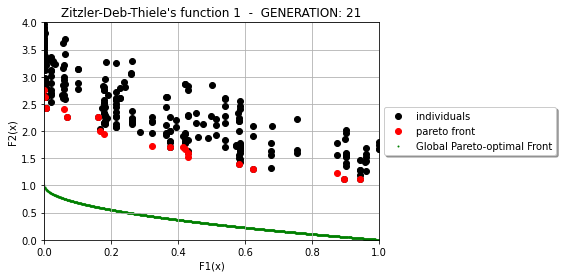 Zitzler-Deb-Thiele's function 1 - GENERATION: 21
4.0
3.5
3.0
2.5
2.0
1.5
1.0
0.5
0.0
F2(x)
0.0 0.2 0.4 0.6 0.8 1.0
F1(x)
individuals
pareto front
Global Pareto-optimal Front